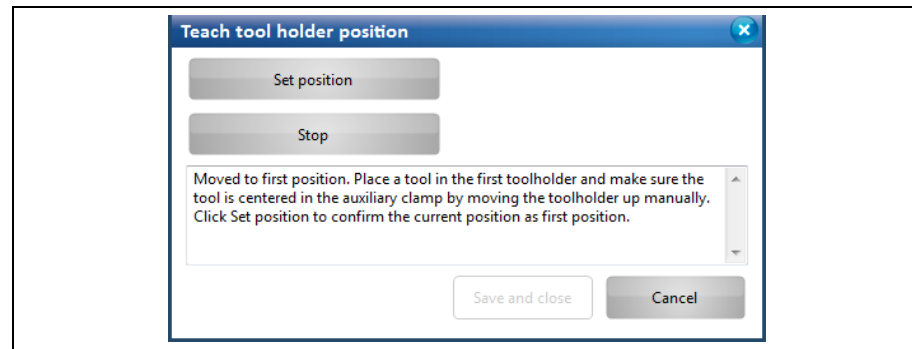 Teach tool holder position
Set position
Stop
Moved to first position. Place a tool in the first toolholder and make sure the
tool is centered in the auxiliary clamp by moving the toolholder up manually.
Click Set position to confirm the current position as first position.
Save and close
Cancel